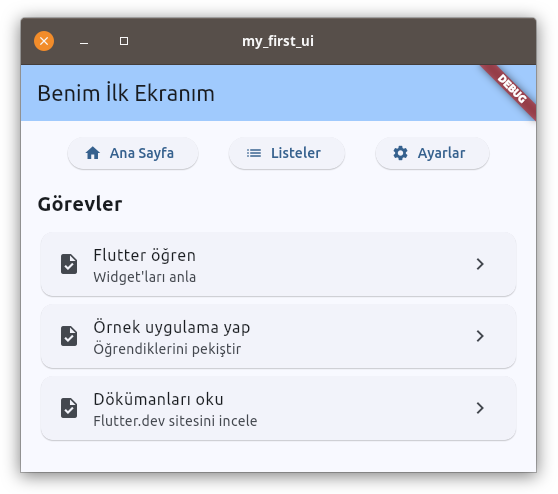 my_first_ui
Benim İlk Ekranım
DEBUG
Ana Sayfa
Listeler
Ayarlar
Görevler
Flutter öğren
Widget'ları anla
Örnek uygulama yap
Öğrendiklerini pekiştir
Dökümanları oku
Flutter.dev sitesini incele